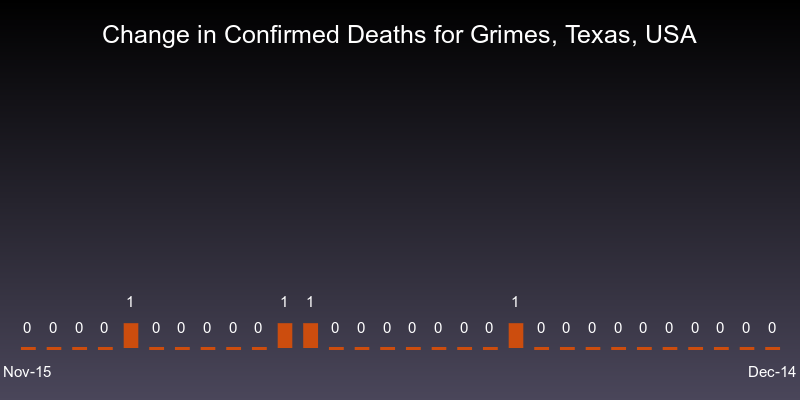 Change in Confirmed Deaths for Grimes, Texas, USA
1 1 1 1
0 0 0 0 0 0 0 0 0 0 0 0 0 0 0 0 0 0 0 0 0 0 0 0 0 0
Nov-15 Dec-14